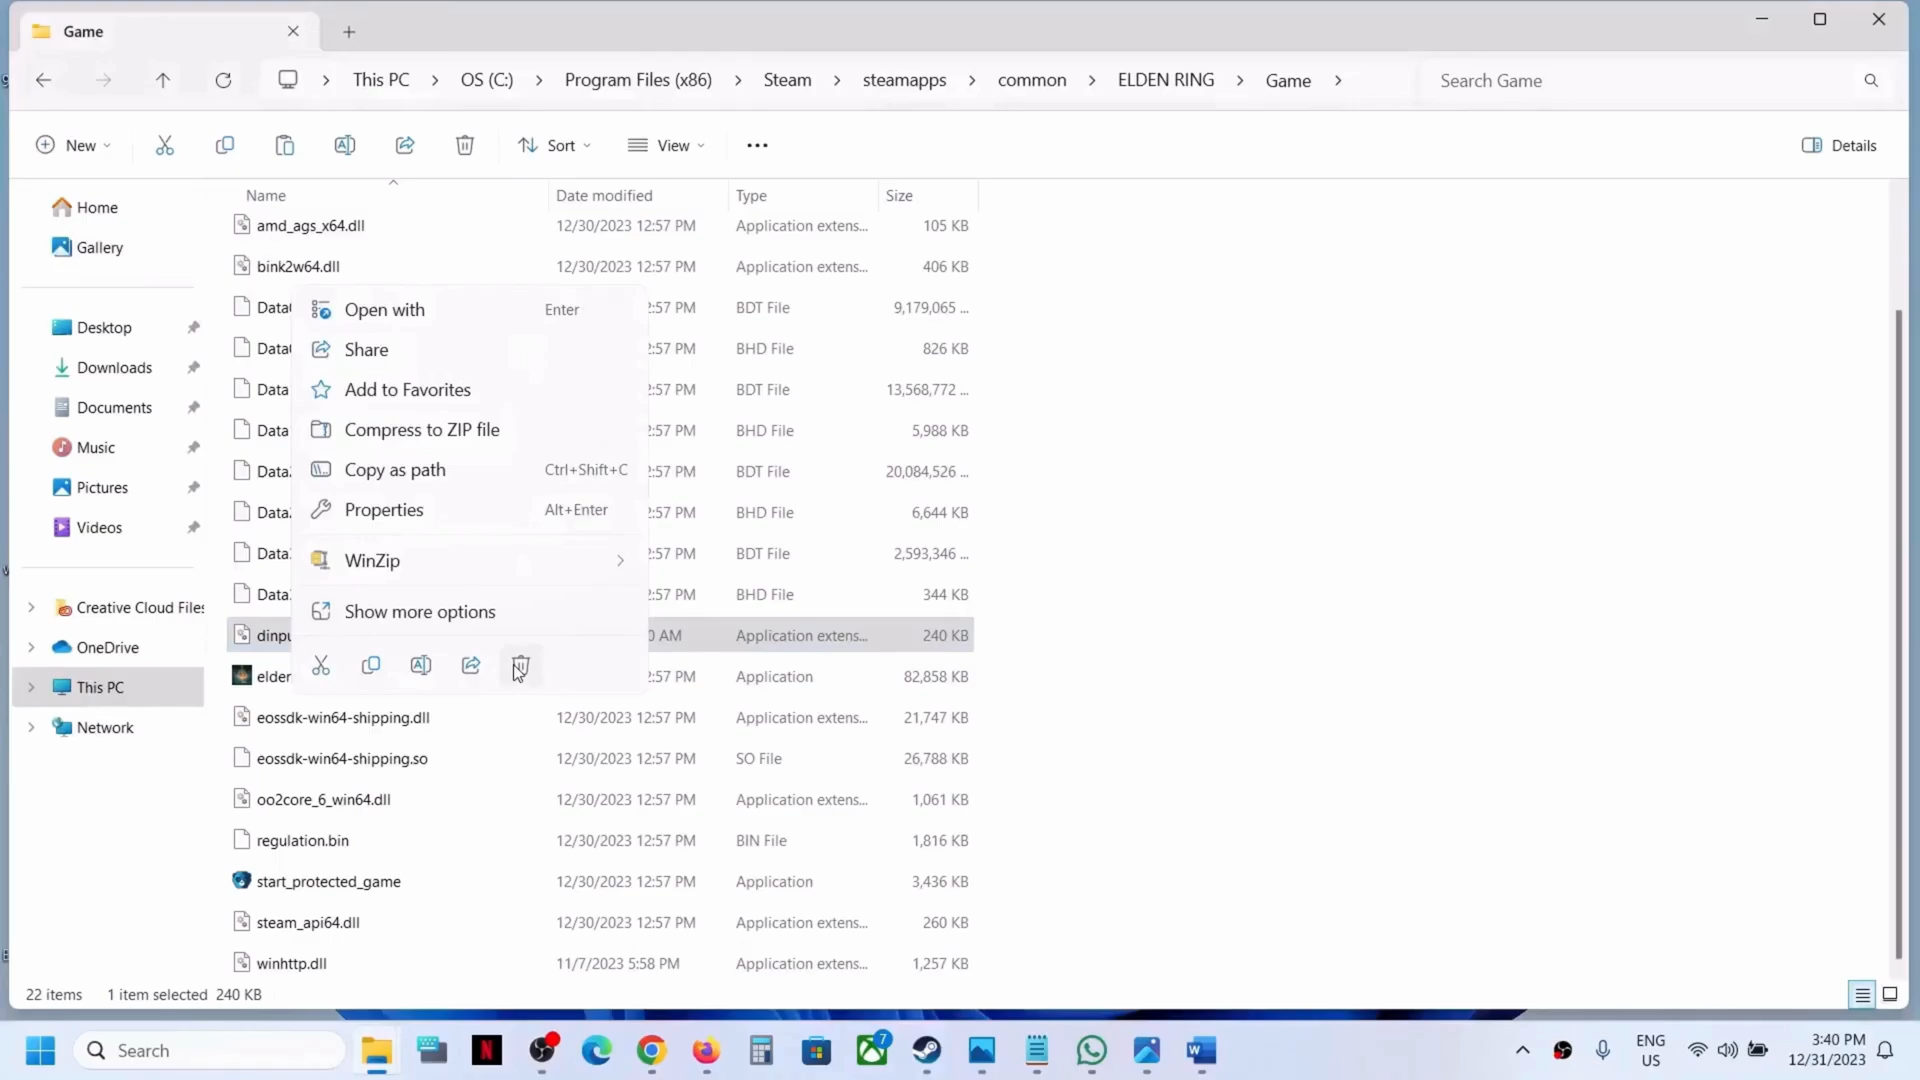 Game
This PC
OS (C:)
Program Files (x86)
Steam
steamapps
common
ELDEN RING
Game
Search Game
New
Sort
View
Details
Name
Date modified
Type
Size
Home
Gallery
Desktop
Downloads
Documents
Music
Pictures
Videos
Creative Cloud Files
OneDrive
This PC
Network
amd_ags_x64.dll 12/30/2023 12:57 PM Application extens... 105 KB
bink2w64.dll 12/30/2023 12:57 PM Application extens... 406 KB
:57 PM BDT File 9,179,065 ...
Data :57 PM BHD File 826 KB
Data :57 PM BDT File 13,568,772 ...
Data :57 PM BHD File 5,988 KB
Data :57 PM BDT File 20,084,526 ...
Data :57 PM BHD File 6,644 KB
Data :57 PM BDT File 2,593,346 ...
Data :57 PM BHD File 344 KB
dinpu 0 AM Application extens... 240 KB
elden :57 PM Application 82,858 KB
eossdk-win64-shipping.dll 12/30/2023 12:57 PM Application extens... 21,747 KB
eossdk-win64-shipping.so 12/30/2023 12:57 PM SO File 26,788 KB
oo2core_6_win64.dll 12/30/2023 12:57 PM Application extens... 1,061 KB
regulation.bin 12/30/2023 12:57 PM BIN File 1,816 KB
start_protected_game 12/30/2023 12:57 PM Application 3,436 KB
steam_api64.dll 12/30/2023 12:57 PM Application extens... 260 KB
winhttp.dll 11/7/2023 5:58 PM Application extens... 1,257 KB
Open with Enter
Share
Add to Favorites
Compress to ZIP file
Copy as path Ctrl+Shift+C
Properties Alt+Enter
WinZip
Show more options
22 items 1 item selected 240 KB
Search
7
ENG
US
3:40 PM
12/31/2023